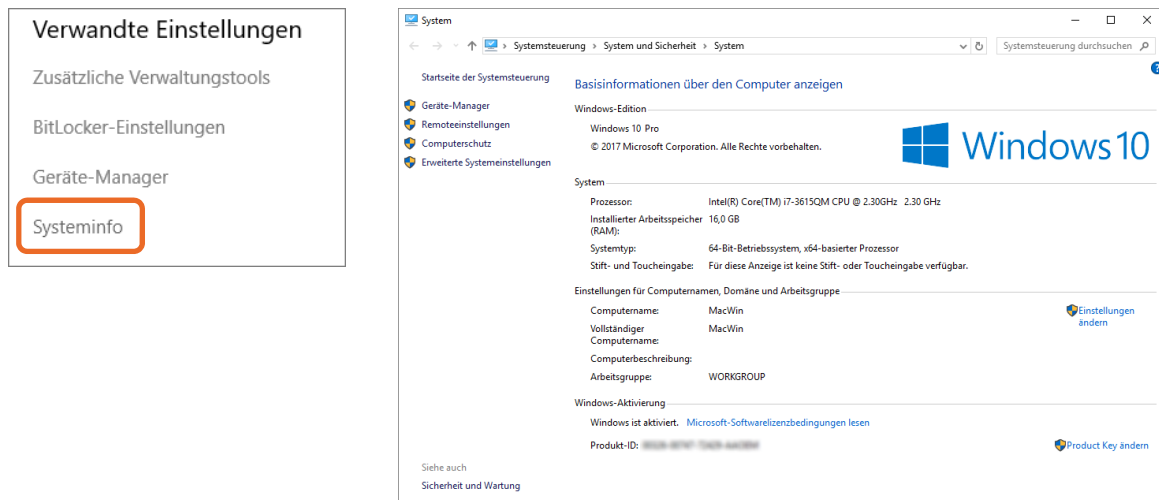 Verwandte Einstellungen
Zusätzliche Verwaltungstools
BitLocker-Einstellungen
Geräte-Manager
Systeminfo
System
Systemsteuerung › System und Sicherheit › System
Systemsteuerung durchsuchen
Startseite der Systemsteuerung
Geräte-Manager
Remoteeinstellungen
Computerschutz
Erweiterte Systemeinstellungen
Siehe auch
Sicherheit und Wartung
Basisinformationen über den Computer anzeigen
Windows-Edition
Windows 10 Pro
© 2017 Microsoft Corporation. Alle Rechte vorbehalten.
Windows 10
System
Prozessor: Intel(R) Core(TM) i7-3615QM CPU @ 2.30GHz 2.30 GHz
Installierter Arbeitsspeicher 16,0 GB
(RAM):
Systemtyp: 64-Bit-Betriebssystem, x64-basierter Prozessor
Stift- und Toucheingabe: Für diese Anzeige ist keine Stift- oder Toucheingabe verfügbar.
Einstellungen für Computernamen, Domäne und Arbeitsgruppe
Computername: MacWin
Einstellungen
ändern
Vollständiger MacWin
Computername:
Computerbeschreibung:
Arbeitsgruppe: WORKGROUP
Windows-Aktivierung
Windows ist aktiviert. Microsoft-Softwarelizenzbedingungen lesen
Produkt-ID:
Product Key ändern